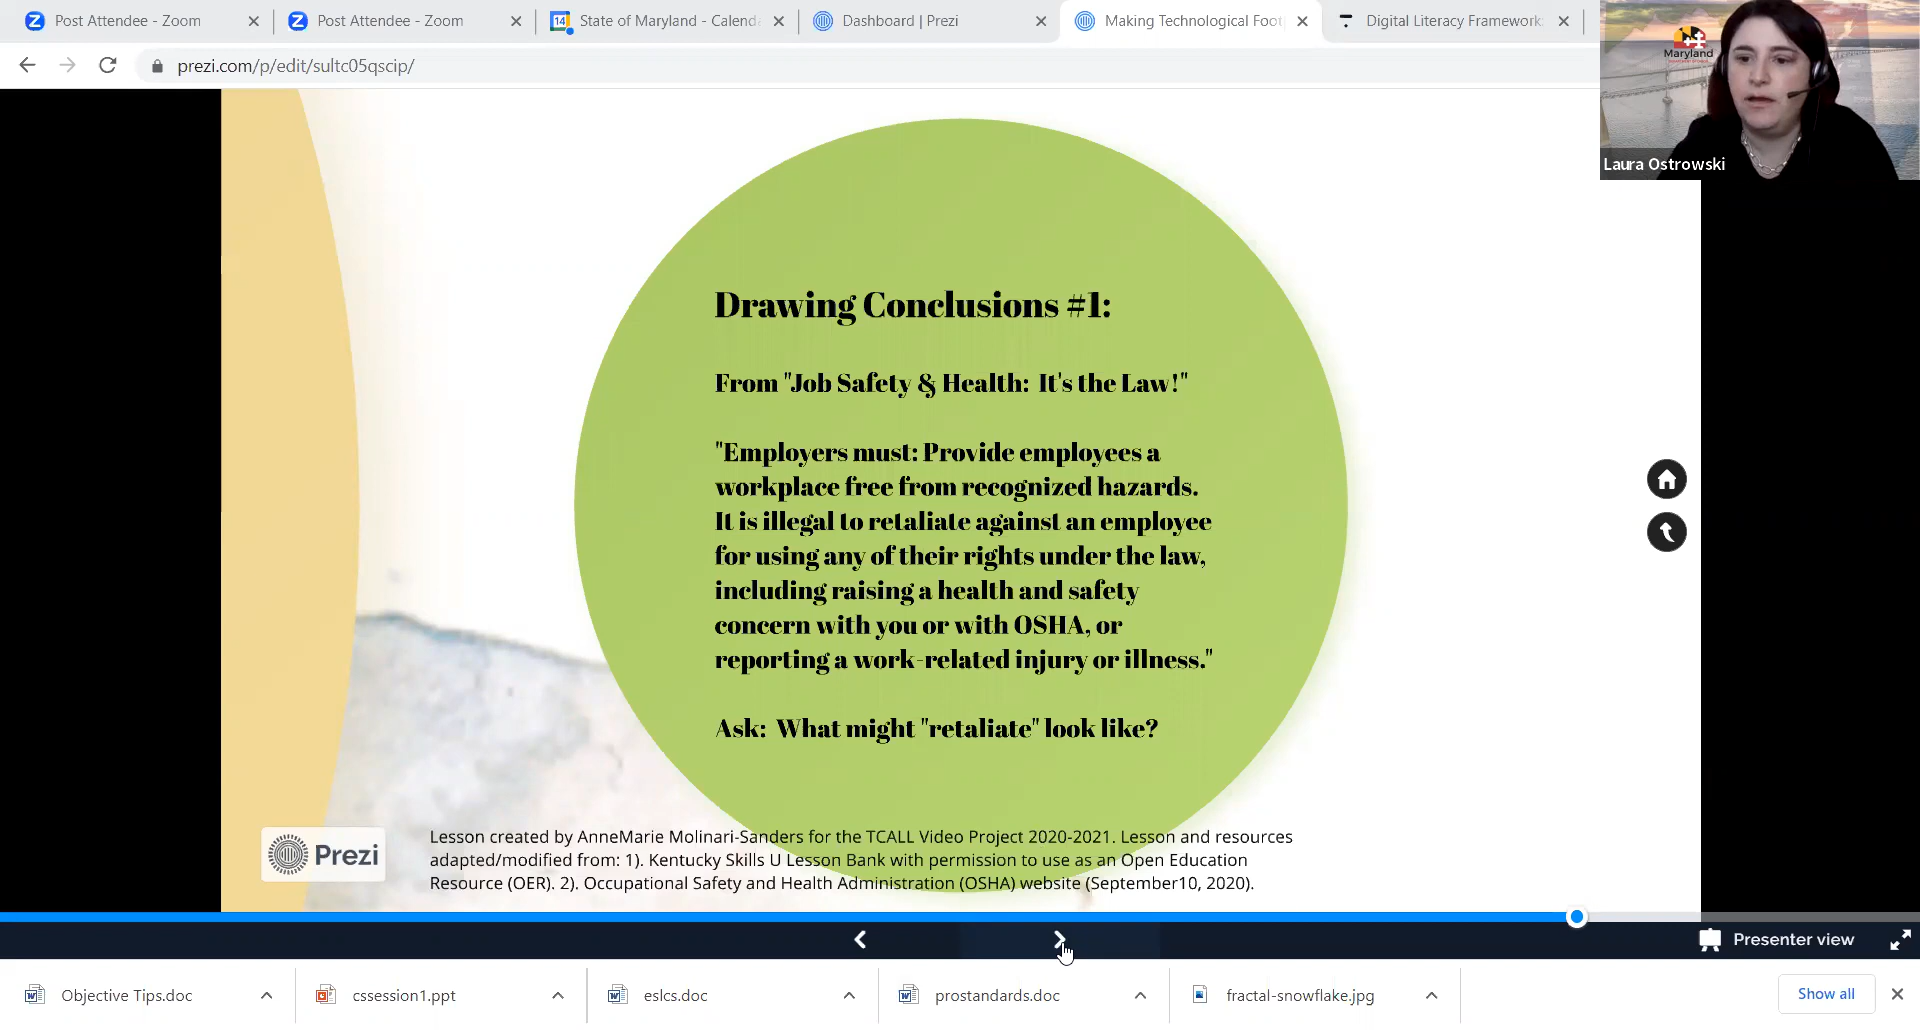 Post Attendee - Zoom
Post Attendee - Zoom
14
State of Maryland - Calend
Dashboard | Prezi
Making Technological Foot
Digital Literacy Framework
prezi.com/p/edit/sultc05qscip/
Maryland
Laura Ostrowski
Drawing Conclusions #1:
From "Job Safety & Health: It's the Law!"
"Employers must: Provide employees a
workplace free from recognized hazards.
It is illegal to retaliate against an employee
for using any of their rights under the law,
including raising a health and safety
concern with you or with OSHA, or
reporting a work-related injury or illness."
Ask: What might "retaliate" look like?
Prezi
Lesson created by AnneMarie Molinari-Sanders for the TCALL Video Project 2020-2021. Lesson and resources
adapted/modified from: 1). Kentucky Skills U Lesson Bank with permission to use as an Open Education
Resource (OER). 2). Occupational Safety and Health Administration (OSHA) website (September10, 2020).
Presenter view
Objective Tips.doc
cssession1.ppt
eslcs.doc
prostandards.doc
fractal-snowflake.jpg
Show all